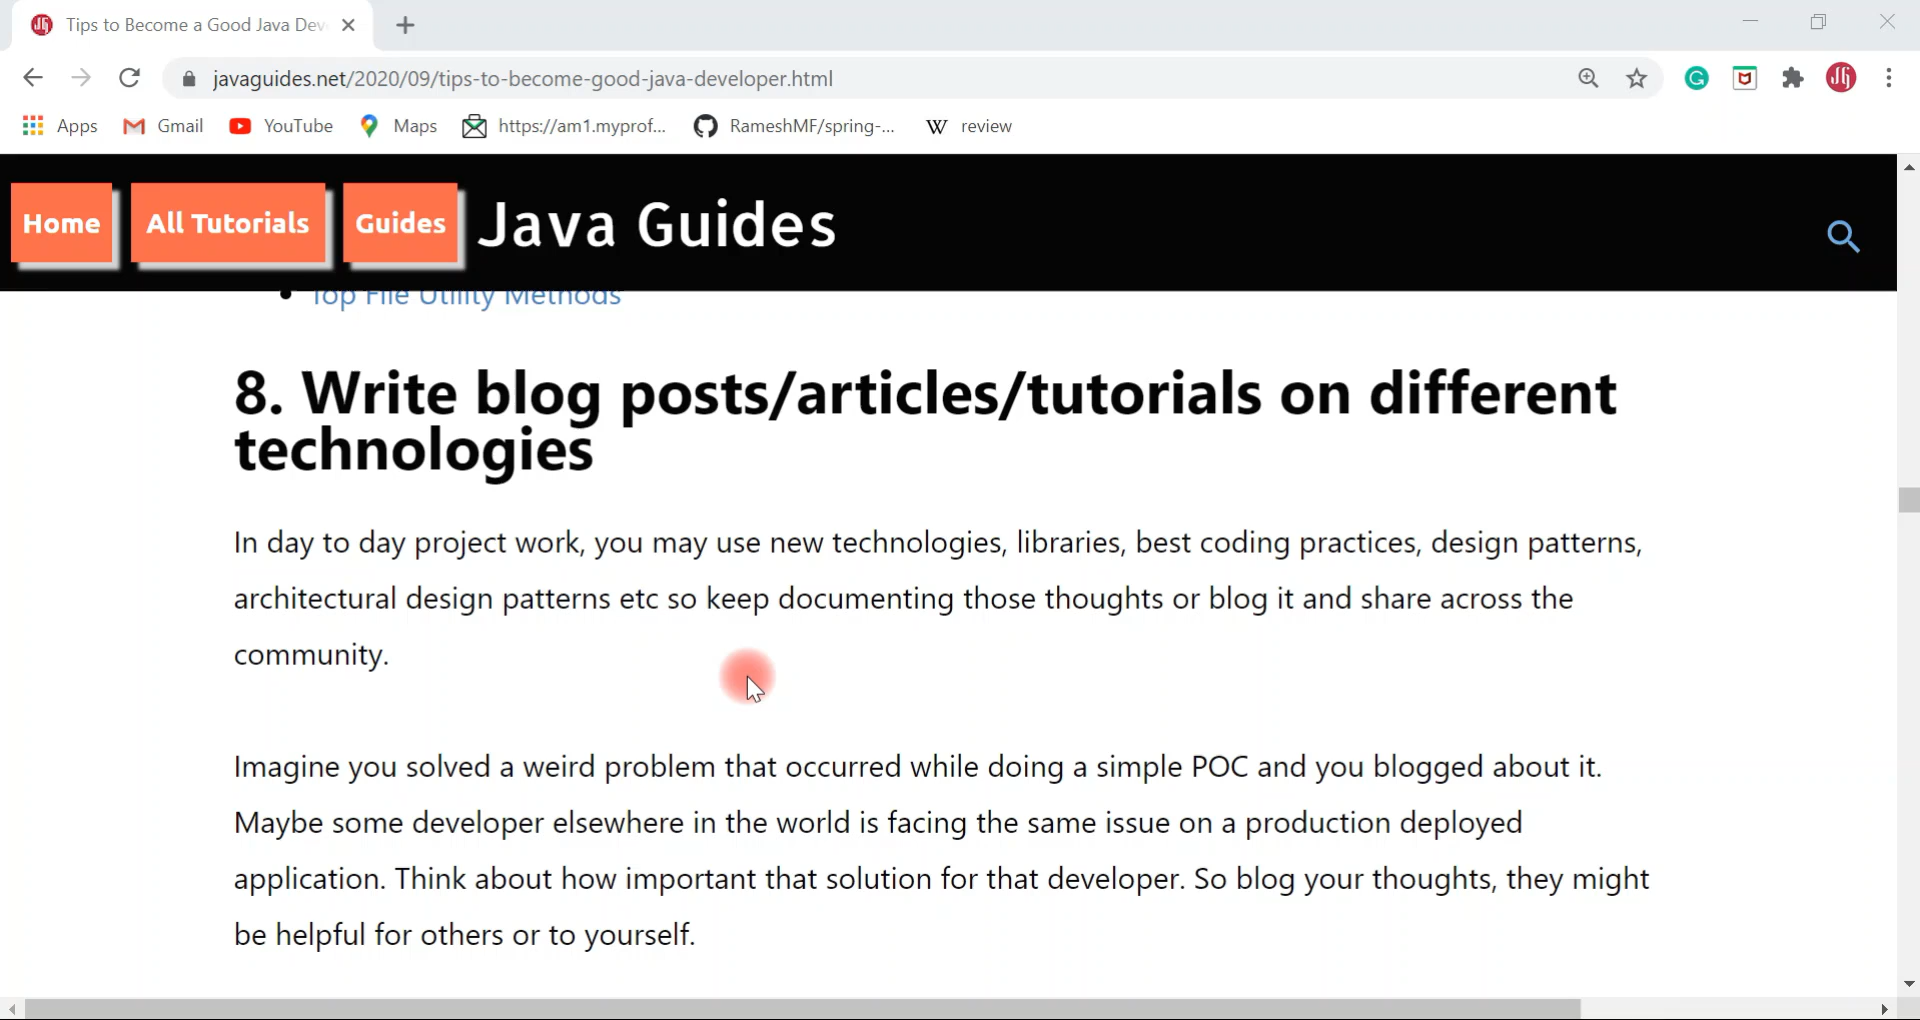 Tips to Become a Good Java Dev
javaguides.net/2020/09/tips-to-become-good-java-developer.html
Apps Gmail YouTube Maps https://am1.myprof... RameshMF/spring-... W review
Home All Tutorials Guides Java Guides
Top File Utility Methods
8. Write blog posts/articles/tutorials on different
technologies
In day to day project work, you may use new technologies, libraries, best coding practices, design patterns,
architectural design patterns etc so keep documenting those thoughts or blog it and share across the
community.
Imagine you solved a weird problem that occurred while doing a simple POC and you blogged about it.
Maybe some developer elsewhere in the world is facing the same issue on a production deployed
application. Think about how important that solution for that developer. So blog your thoughts, they might
be helpful for others or to yourself.